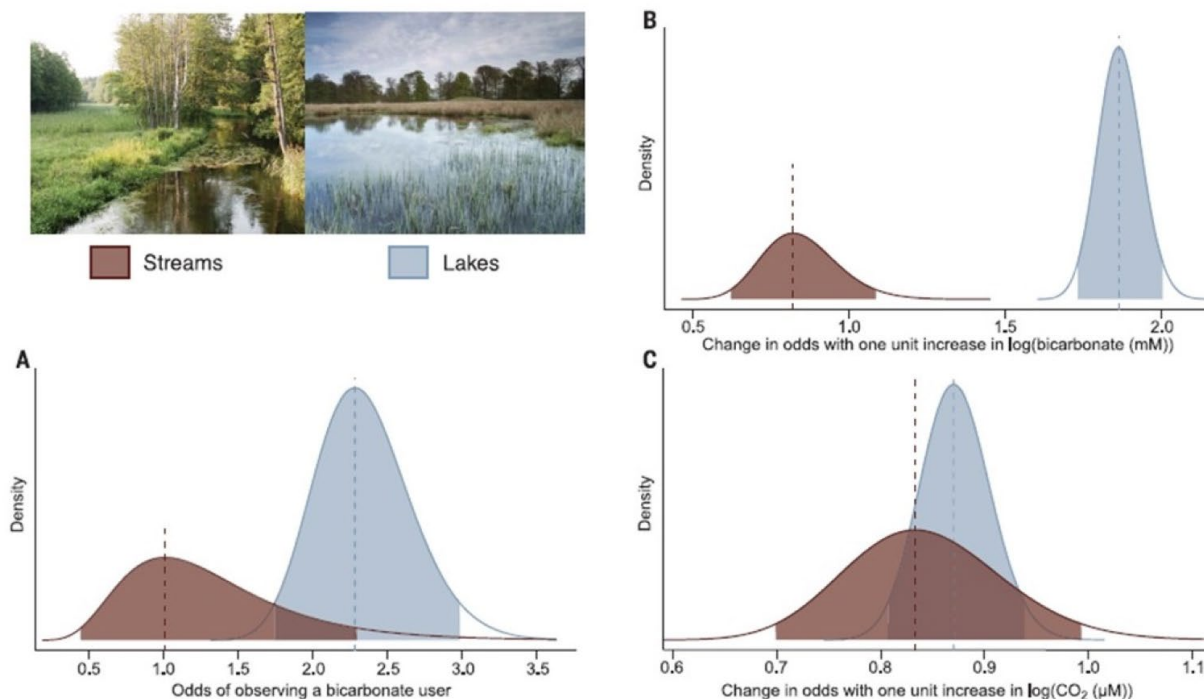 Streams
Lakes
B
Density
0.5 1.0 1.5 2.0
Change in odds with one unit increase in log(bicarbonate (mM))
A
Density
0.5 1.0 1.5 2.0 2.5 3.0 3.5
Odds of observing a bicarbonate user
C
Density
0.6 0.7 0.8 0.9 1.0 1.1
Change in odds with one unit increase in log(CO₂ (μM))